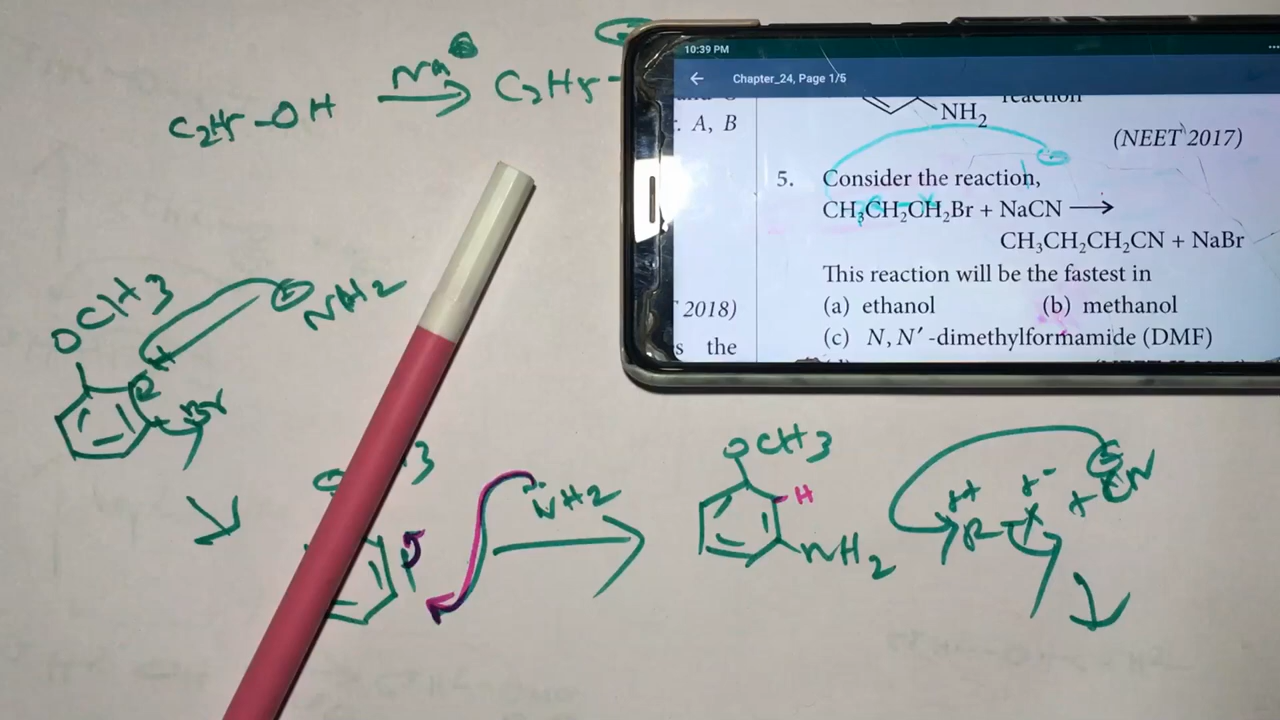 C2H5-OH Na⊕ C2H5-
10:39 PM
Chapter_24, Page 1/5
: A, B
NH2
(NEET 2017)
5. Consider the reaction,
CH3CH2CH2Br + NaCN ⟶
CH3CH2CH2CN + NaBr
This reaction will be the fastest in
(a) ethanol (b) methanol
2018)
s the
(c) N, N′ -dimethylformamide (DMF)
OCH3
NH2
H
Br
3
NH2
OCH3
H
NH2
R-X + CN